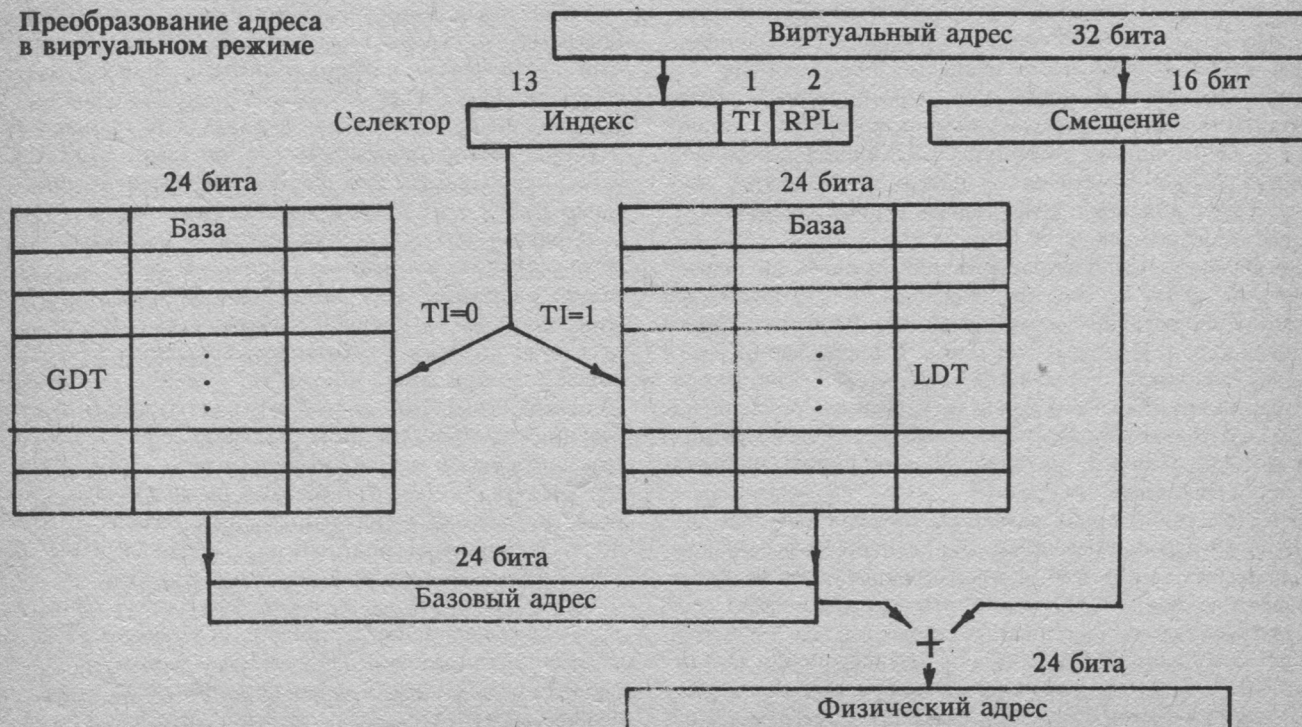 Преобразование адреса
в виртуальном режиме
Виртуальный адрес 32 бита
13 1 2 16 бит
Селектор Индекс TI RPL Смещение
24 бита 24 бита
База База
TI=0 TI=1
GDT LDT
24 бита
Базовый адрес
+
24 бита
Физический адрес